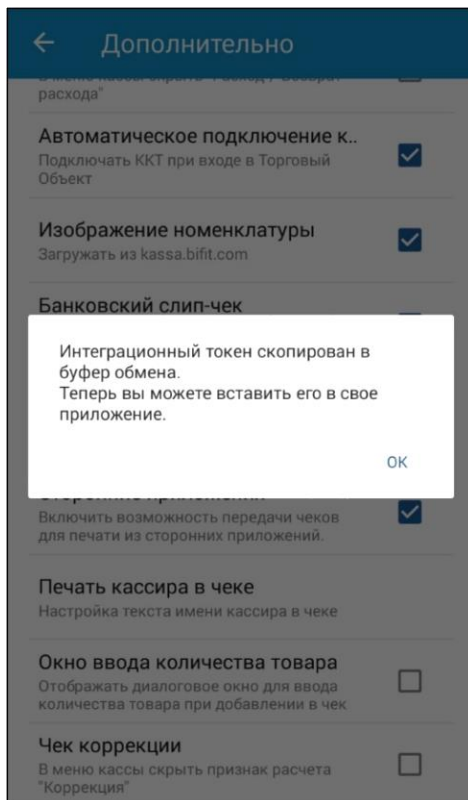 Дополнительно
расхода"
Автоматическое подключение к..
Подключать ККТ при входе в Торговый
Объект
Изображение номенклатуры
Загружать из kassa.bifit.com
Банковский слип-чек
Интеграционный токен скопирован в
буфер обмена.
Теперь вы можете вставить его в свое
приложение.
ОК
Включить возможность передачи чеков
для печати из сторонних приложений.
Печать кассира в чеке
Настройка текста имени кассира в чеке
Окно ввода количества товара
Отображать диалоговое окно для ввода
количества товара при добавлении в чек
Чек коррекции
В меню кассы скрыть признак расчета
"Коррекция"